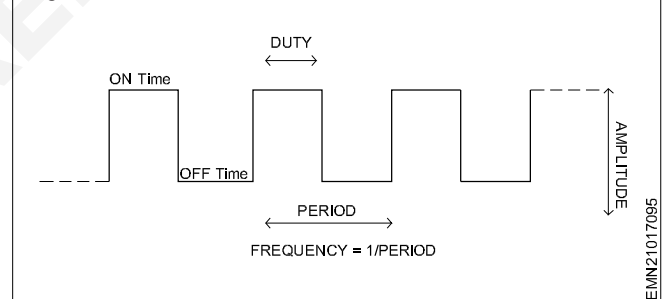 DUTY
ON Time
OFF Time
AMPLITUDE
PERIOD
FREQUENCY = 1/PERIOD
EMN21017095